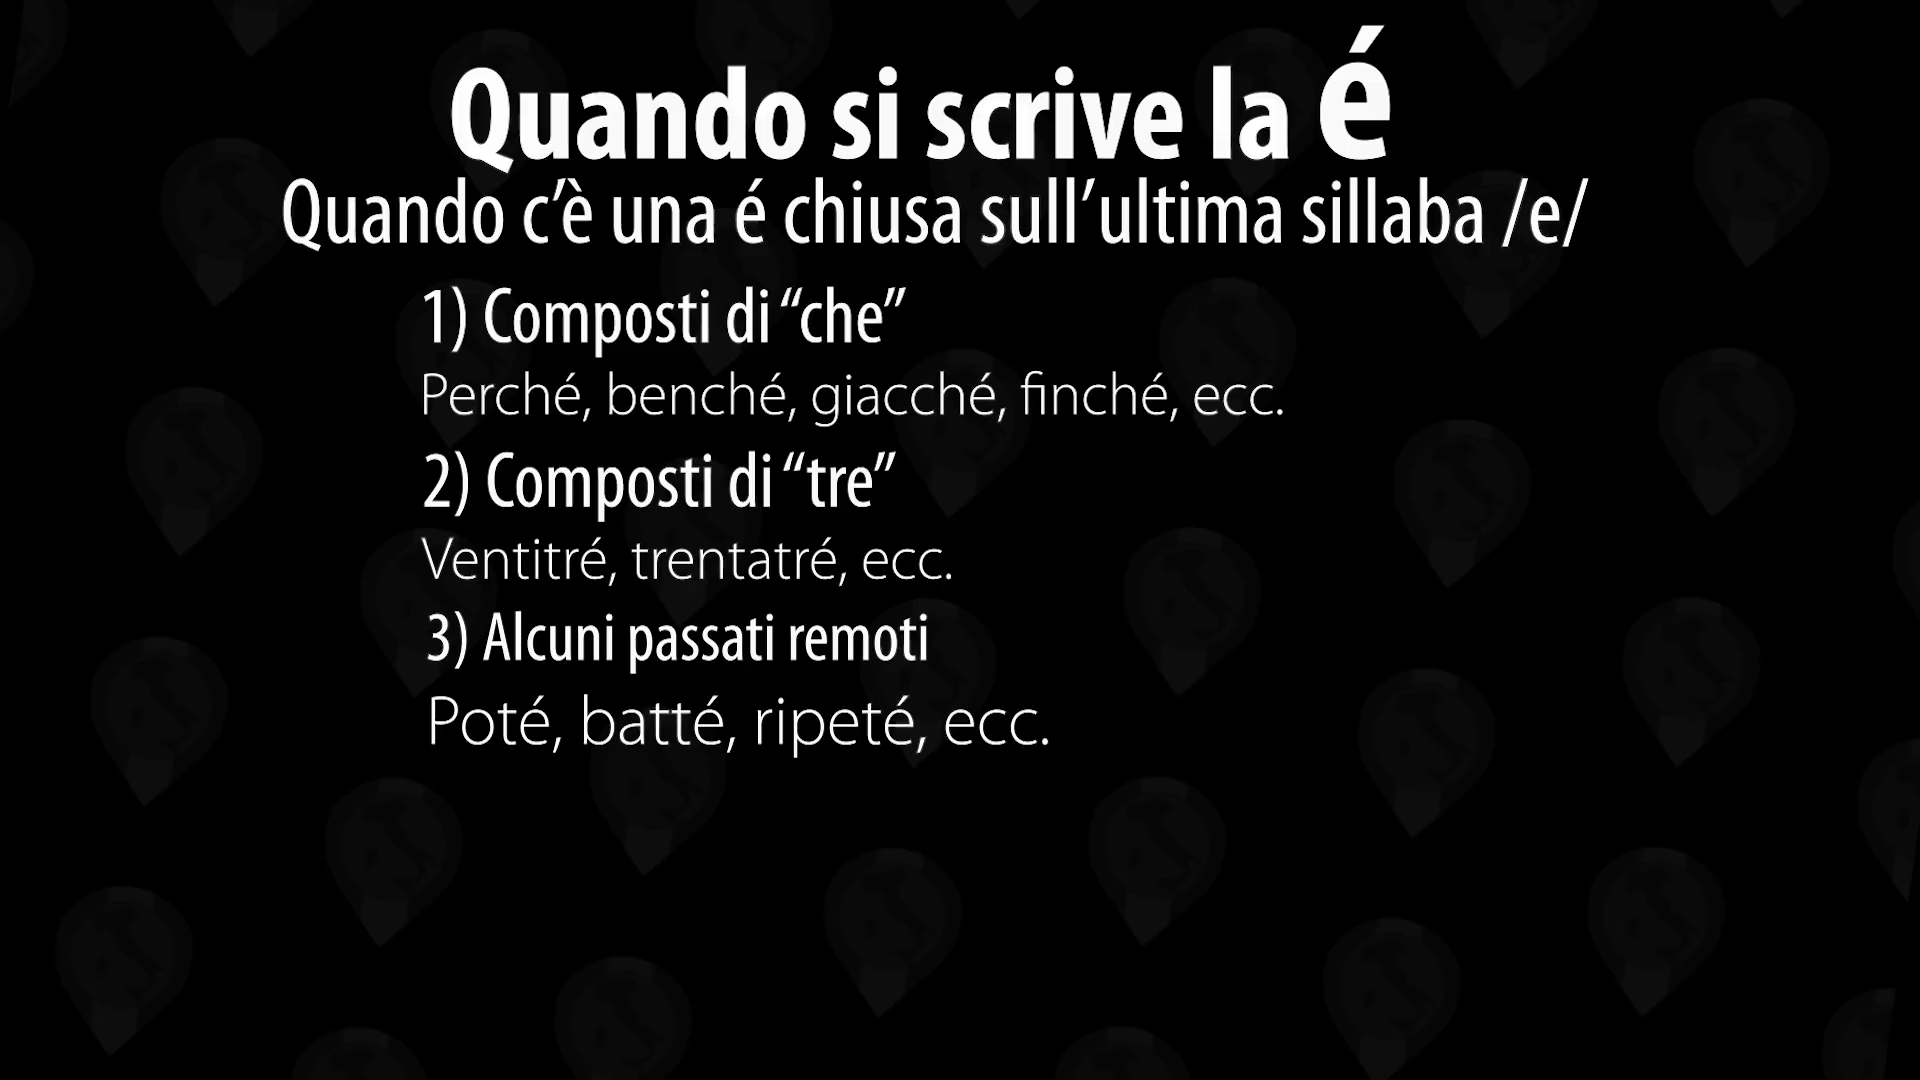 Quando si scrive la é
Quando c’è una é chiusa sull’ultima sillaba /e/
1) Composti di “che”
Perché, benché, giacché, finché, ecc.
2) Composti di “tre”
Ventitré, trentatré, ecc.
3) Alcuni passati remoti
Poté, batté, ripeté, ecc.